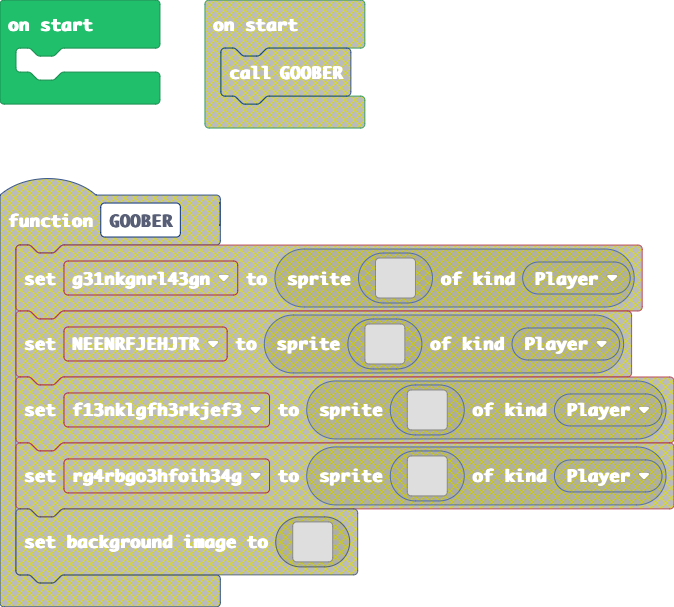 on start
on start
call GOOBER
function GOOBER
set g31nkgnrl43gn to sprite of kind Player
set NEENRFJEHJTR to sprite of kind Player
set f13nklgfh3rkjef3 to sprite of kind Player
set rg4rbgo3hfoih34g to sprite of kind Player
set background image to